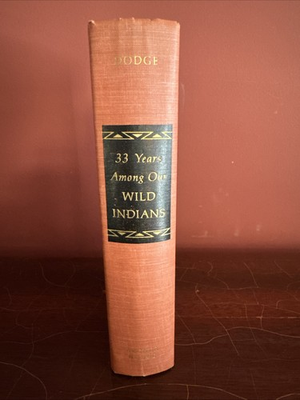 DODGE
33 Years
Among Our
WILD
INDIANS